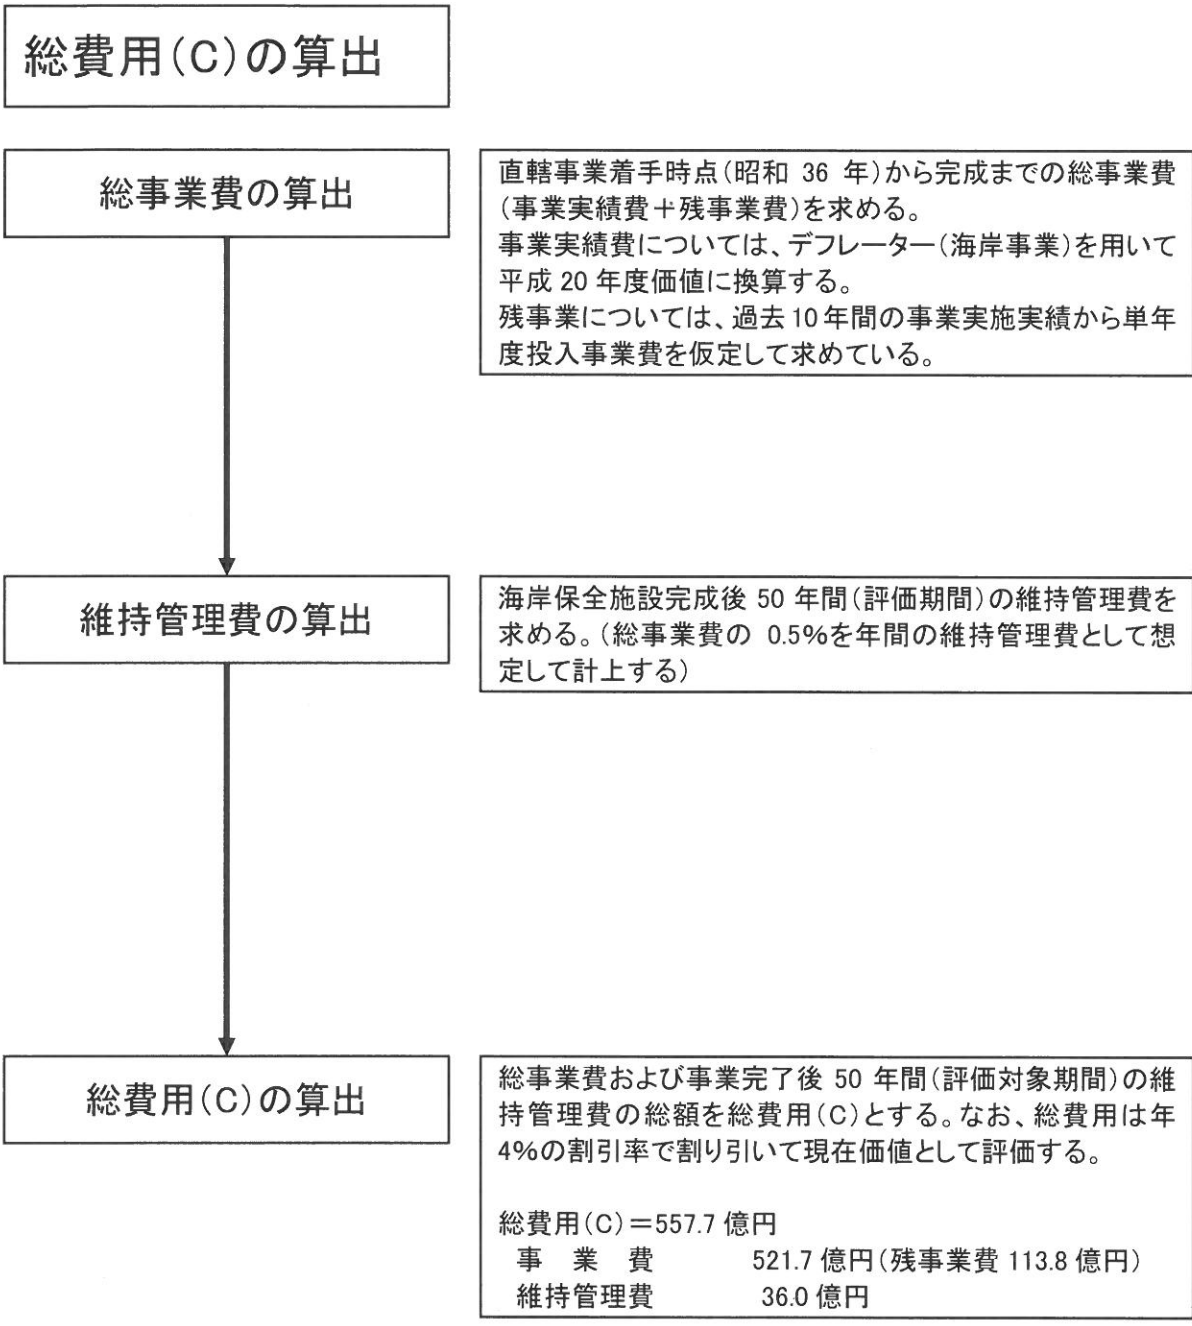 総費用(C)の算出
総事業費の算出
直轄事業着手時点(昭和 36 年)から完成までの総事業費
(事業実績費＋残事業費)を求める。
事業実績費については、デフレーター(海岸事業)を用いて
平成 20 年度価値に換算する。
残事業については、過去 10 年間の事業実施実績から単年
度投入事業費を仮定して求めている。
維持管理費の算出
海岸保全施設完成後 50 年間(評価期間)の維持管理費を
求める。(総事業費の 0.5%を年間の維持管理費として想
定して計上する)
総費用(C)の算出
総事業費および事業完了後 50 年間(評価対象期間)の維
持管理費の総額を総費用(C)とする。なお、総費用は年
4%の割引率で割り引いて現在価値として評価する。
総費用(C)＝557.7 億円
事 業 費 521.7 億円(残事業費 113.8 億円)
維持管理費 36.0 億円